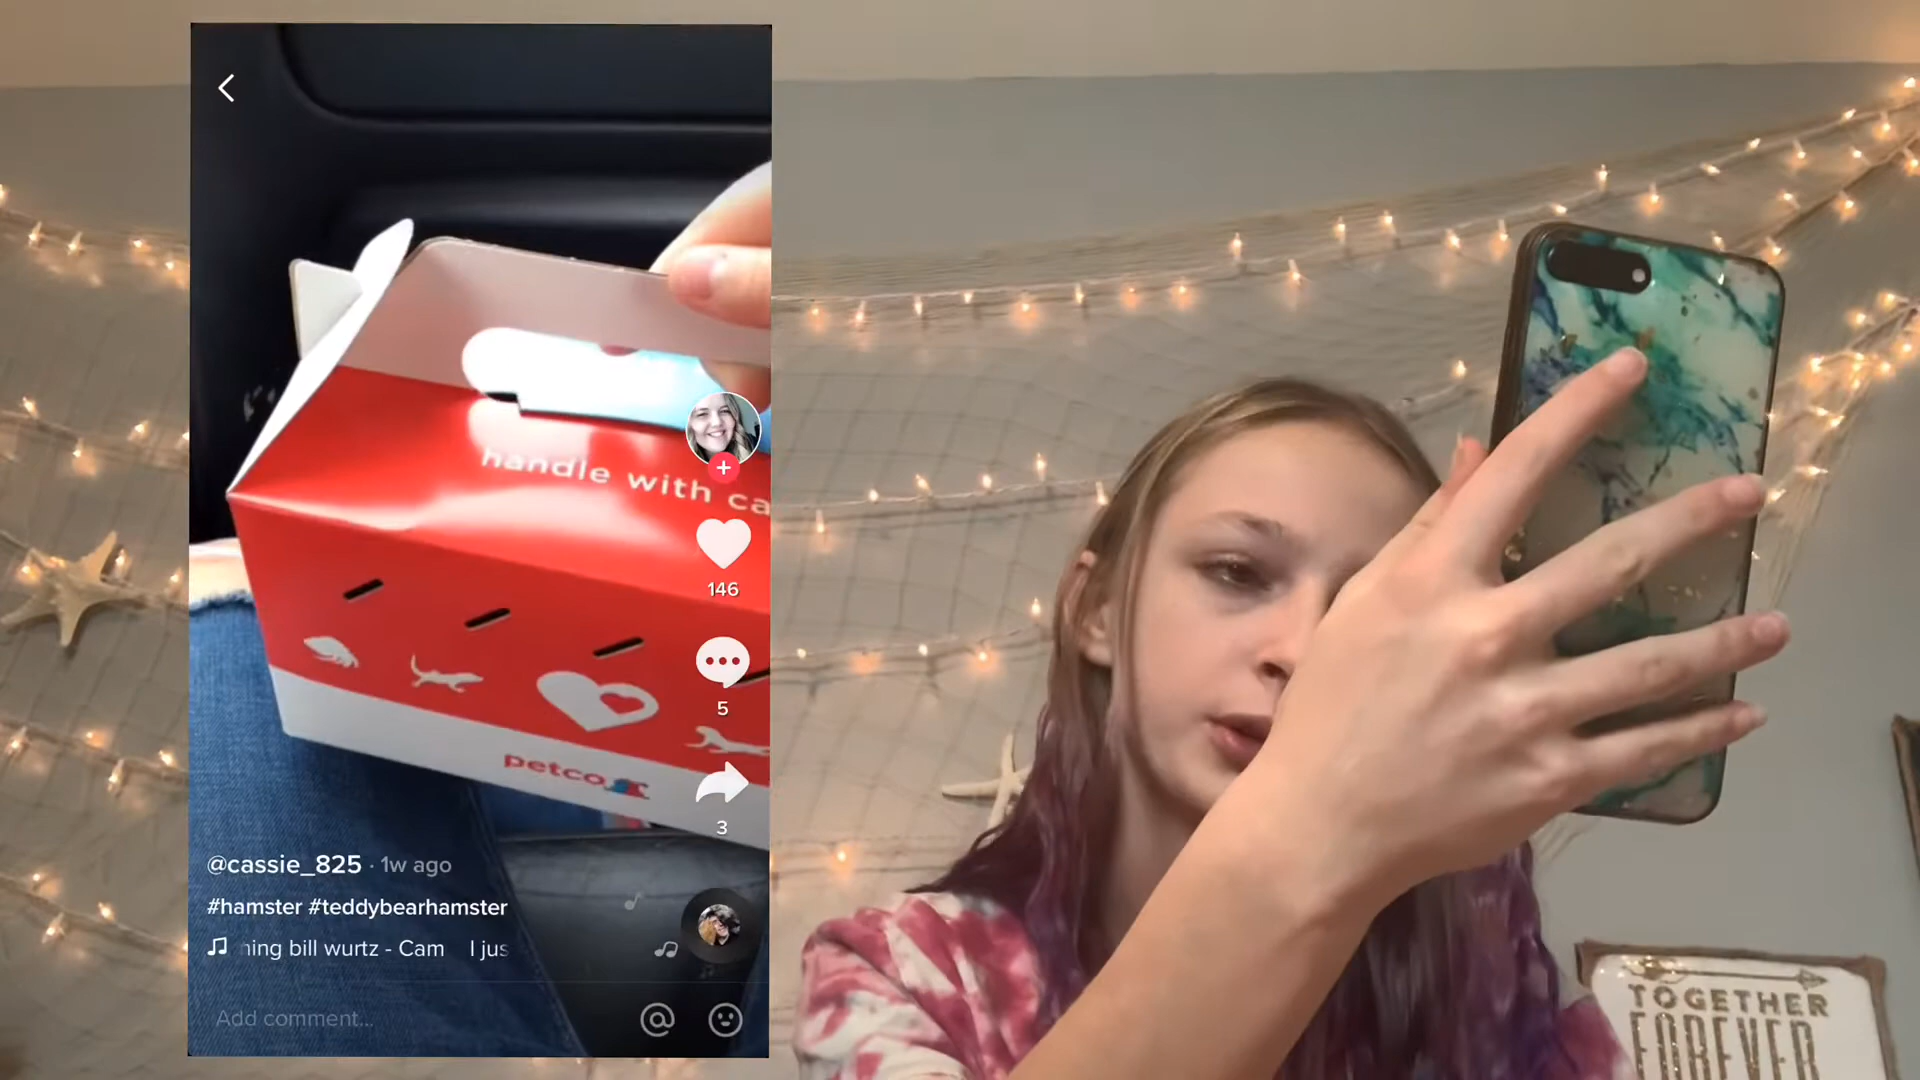 handle with ca
146
5
petco
3
@cassie_825 · 1w ago
#hamster #teddybearhamster
ning bill wurtz - Cam I jus
Add comment...
TOGETHER
FOREVER